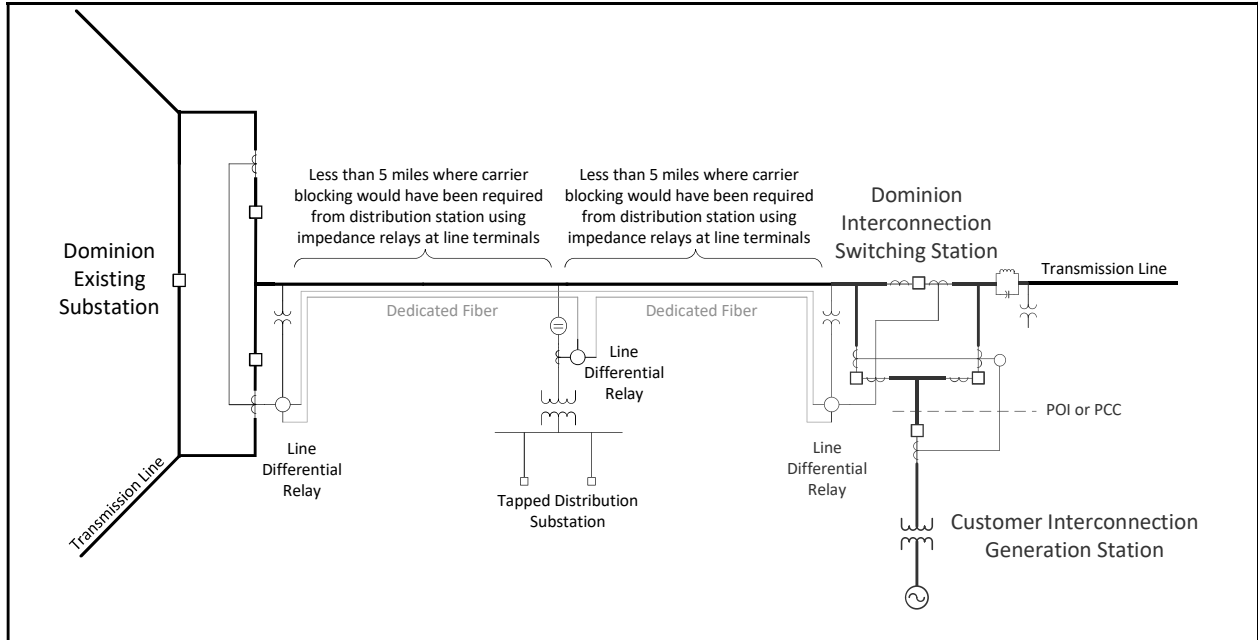 Less than 5 miles where carrier
blocking would have been required
from distribution station using
impedance relays at line terminals
Less than 5 miles where carrier
blocking would have been required
from distribution station using
impedance relays at line terminals
Dominion
Interconnection
Switching Station
Dominion
Existing
Substation
Transmission Line
Dedicated Fiber
Dedicated Fiber
Line
Differential
Relay
POI or PCC
Line
Differential
Relay
Line
Differential
Relay
Tapped Distribution
Substation
Customer Interconnection
Generation Station
Transmission Line